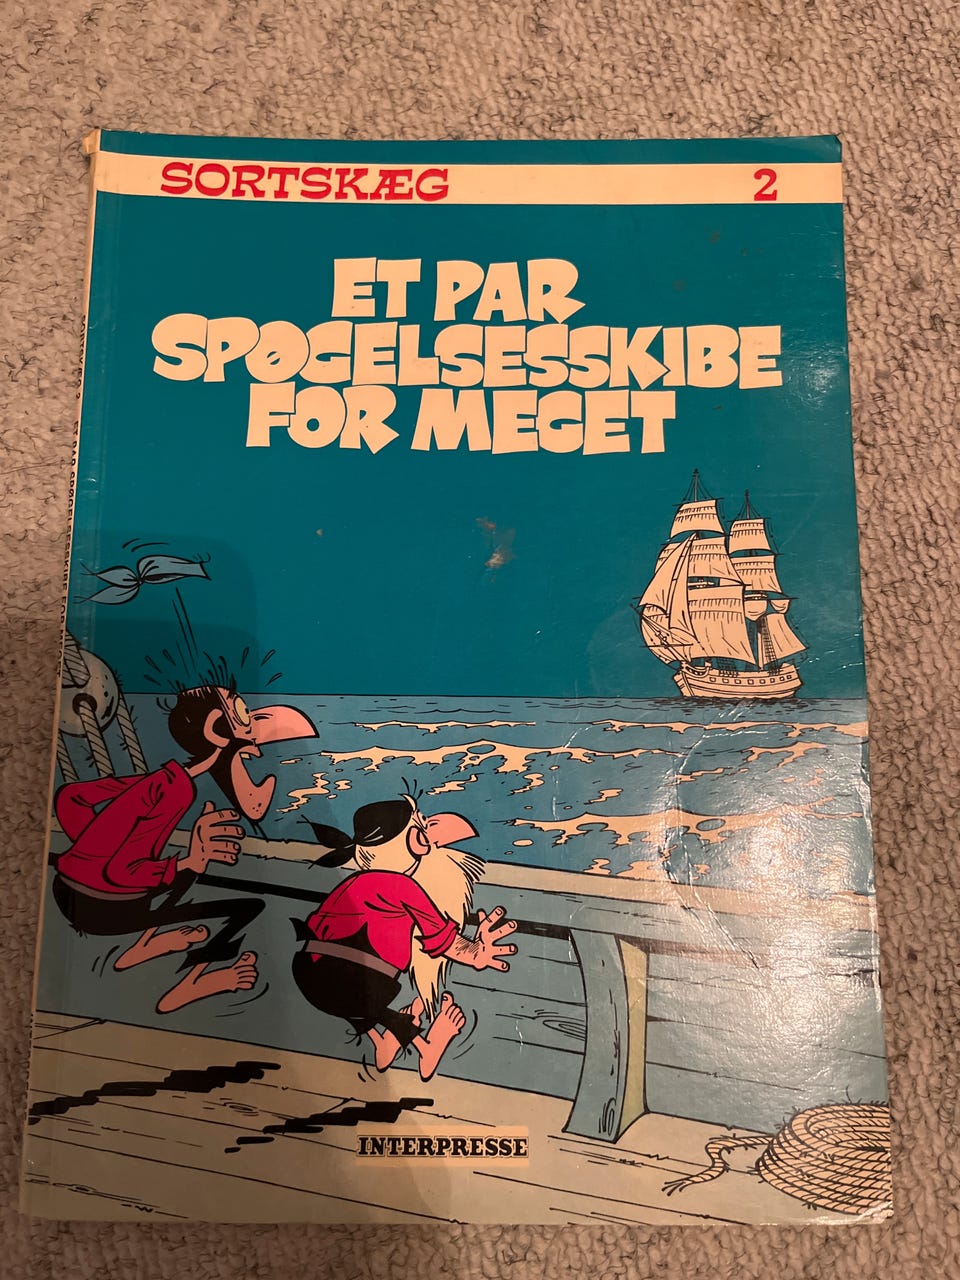 SORTSKÆG
2
ET PAR
SPØGELSESSKIBE
FOR MEGET
INTERPRESSE